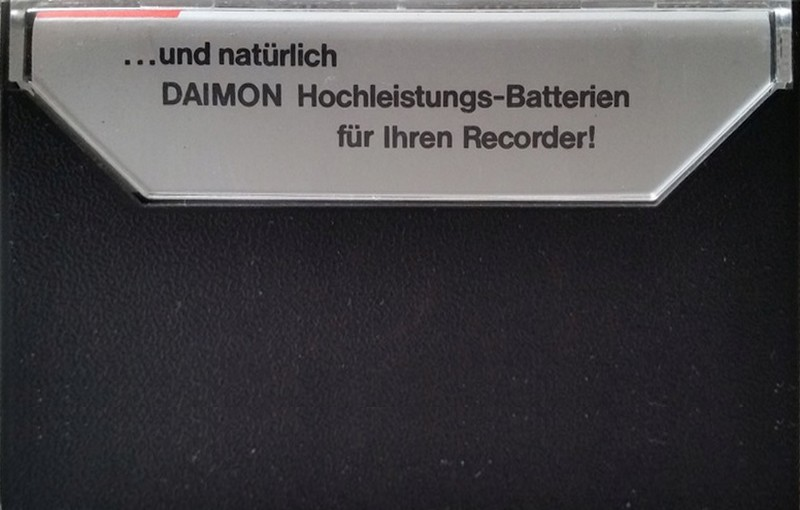 ...und natürlich
DAIMON Hochleistungs-Batterien
für Ihren Recorder!